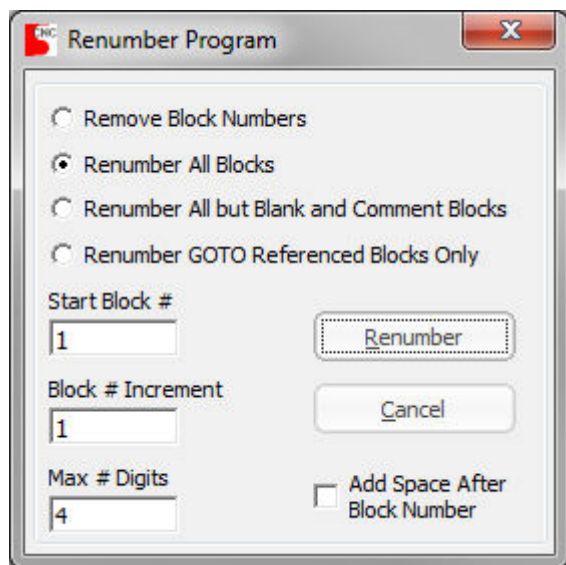 CNC
Renumber Program
X
Remove Block Numbers
Renumber All Blocks
Renumber All but Blank and Comment Blocks
Renumber GOTO Referenced Blocks Only
Start Block #
1
Renumber
Block # Increment
1
Cancel
Max # Digits
4
Add Space After
Block Number